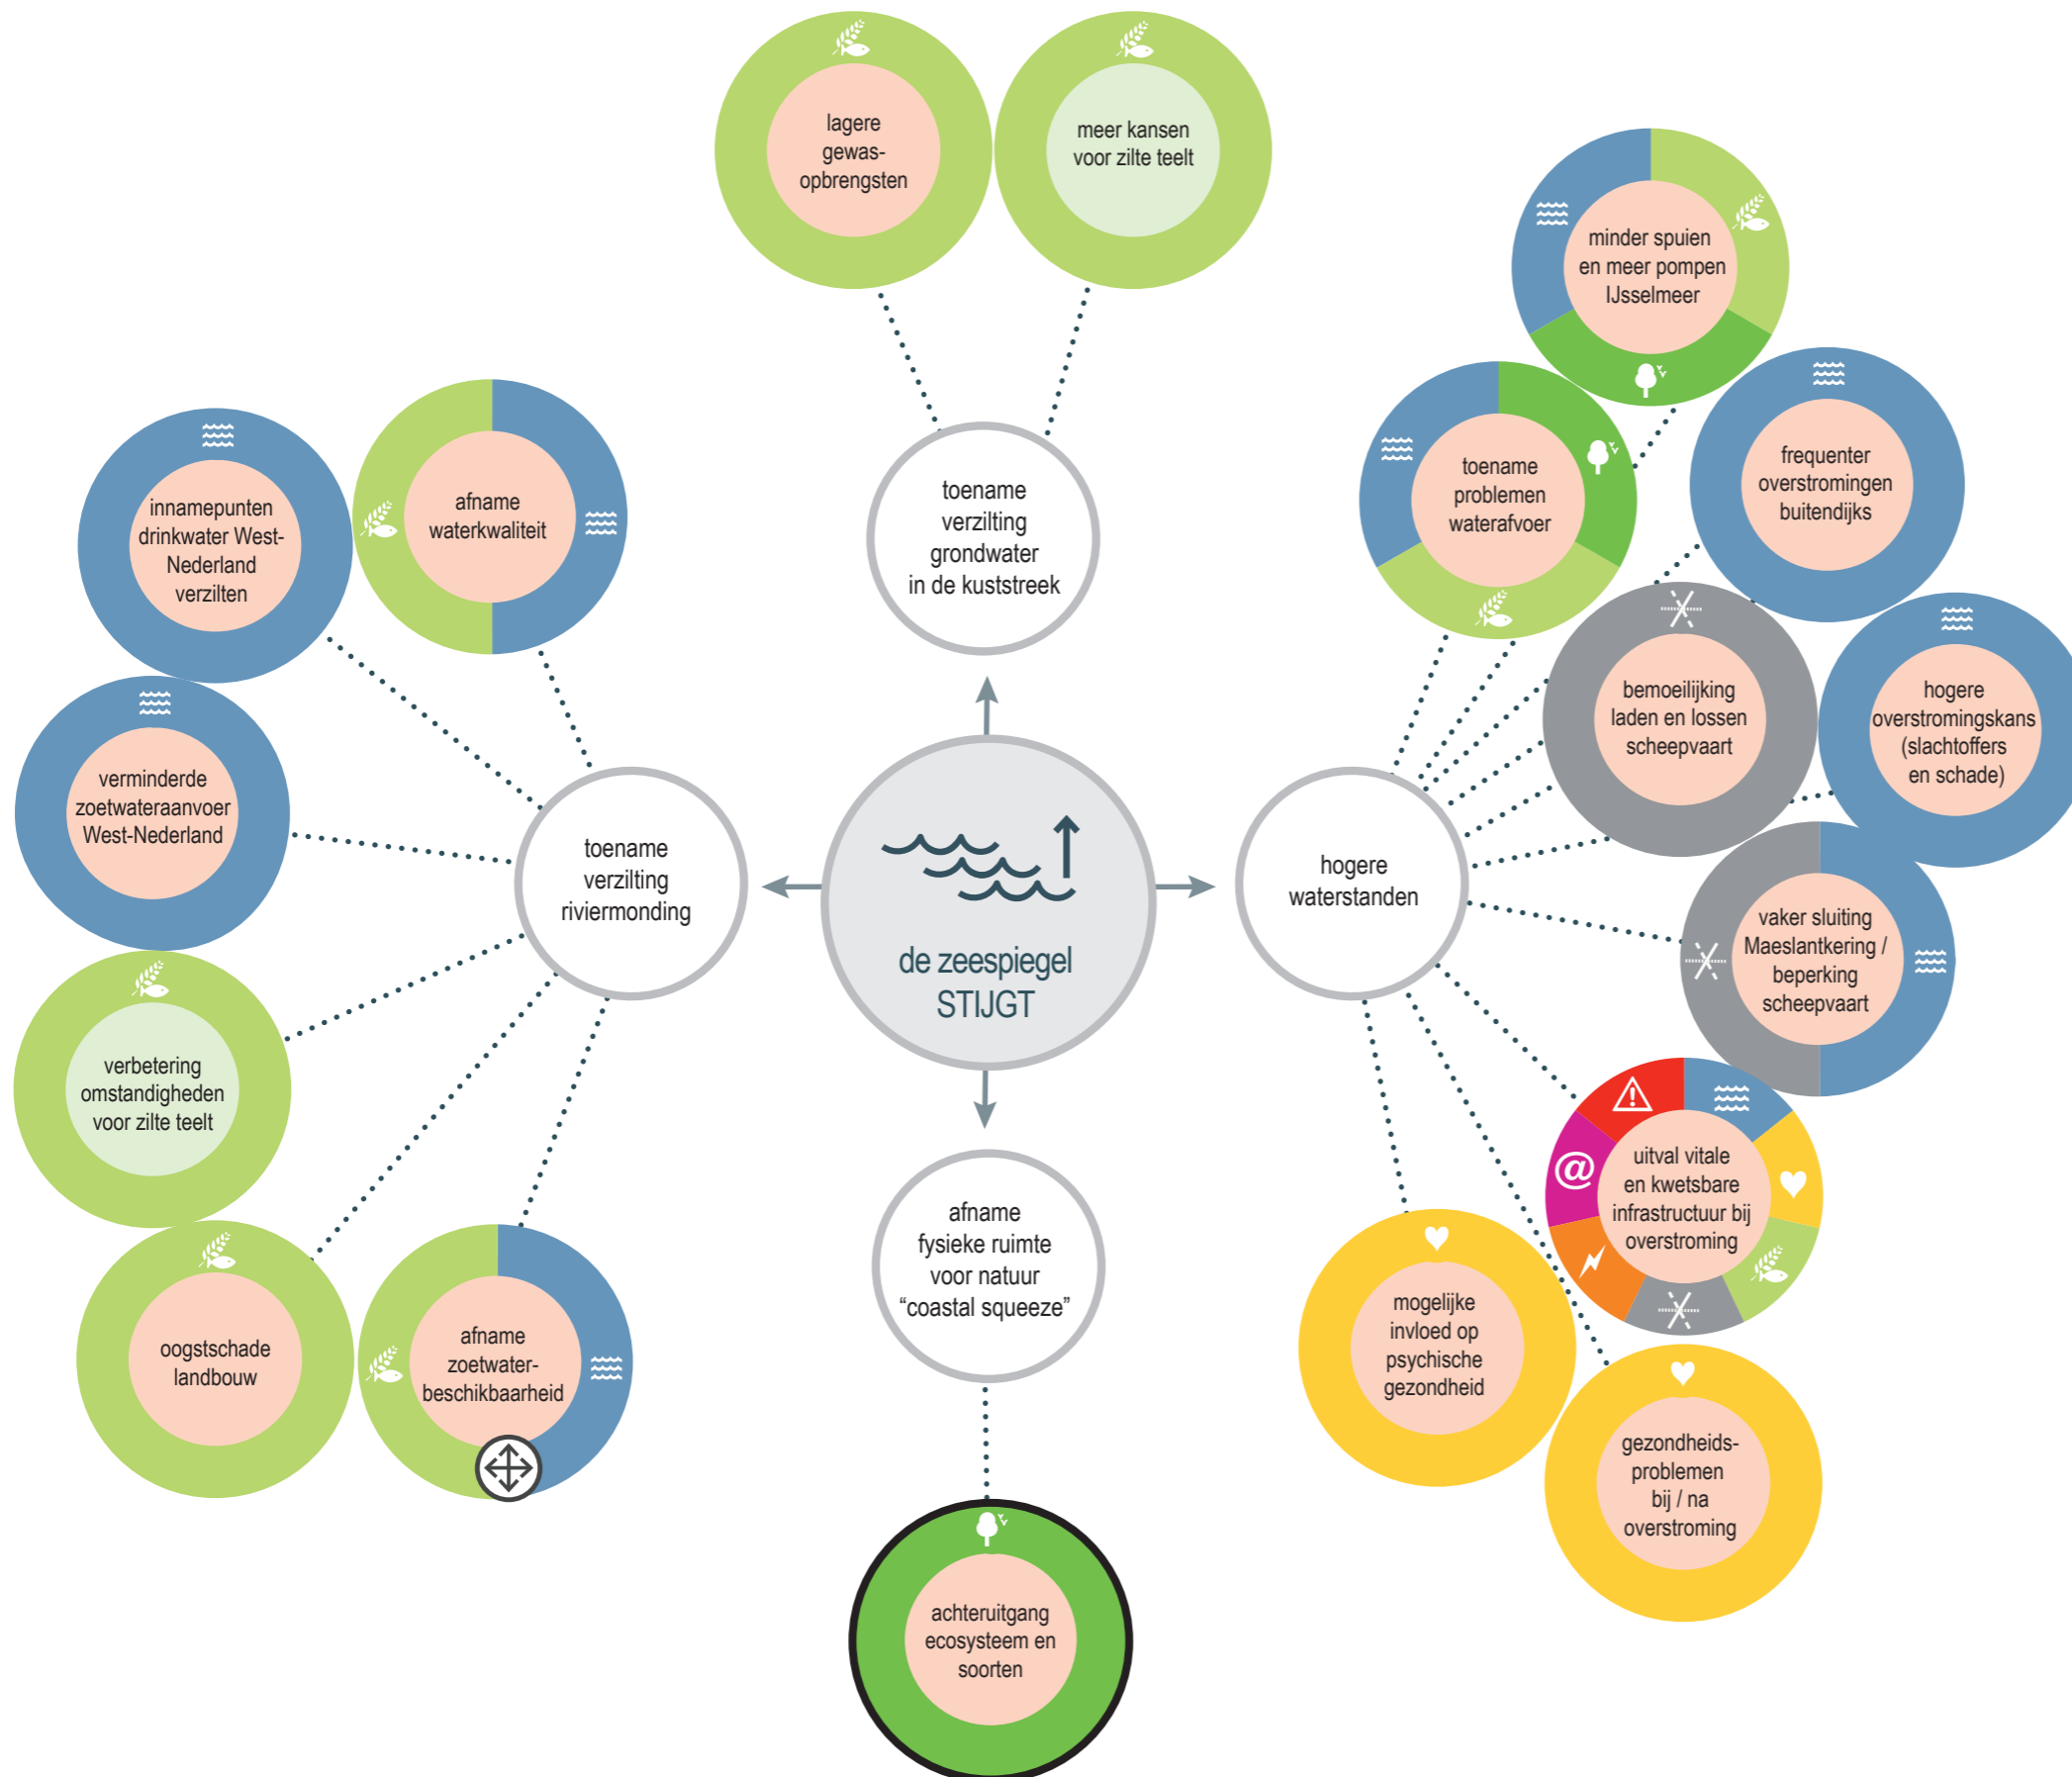 lagere
gewas-
opbrengsten
meer kansen
voor zilte teelt
minder spuien
en meer pompen
IJsselmeer
toename
problemen
waterafvoer
frequenter
overstromingen
buitendijks
innamepunten
drinkwater West-
Nederland
verzilten
afname
waterkwaliteit
toename
verzilting
grondwater
in de kuststreek
bemoeilijking
laden en lossen
scheepvaart
hogere
overstromingskans
(slachtoffers
en schade)
verminderde
zoetwateraanvoer
West-Nederland
toename
verzilting
riviermonding
de zeespiegel
STIJGT
hogere
waterstanden
vaker sluiting
Maeslantkering /
beperking
scheepvaart
verbetering
omstandigheden
voor zilte teelt
@
uitval vitale
en kwetsbare
infrastructuur bij
overstroming
afname
fysieke ruimte
voor natuur
“coastal squeeze”
oogstschade
landbouw
afname
zoetwater-
beschikbaarheid
mogelijke
invloed op
psychische
gezondheid
gezondheids-
problemen
bij / na
overstroming
achteruitgang
ecosysteem en
soorten